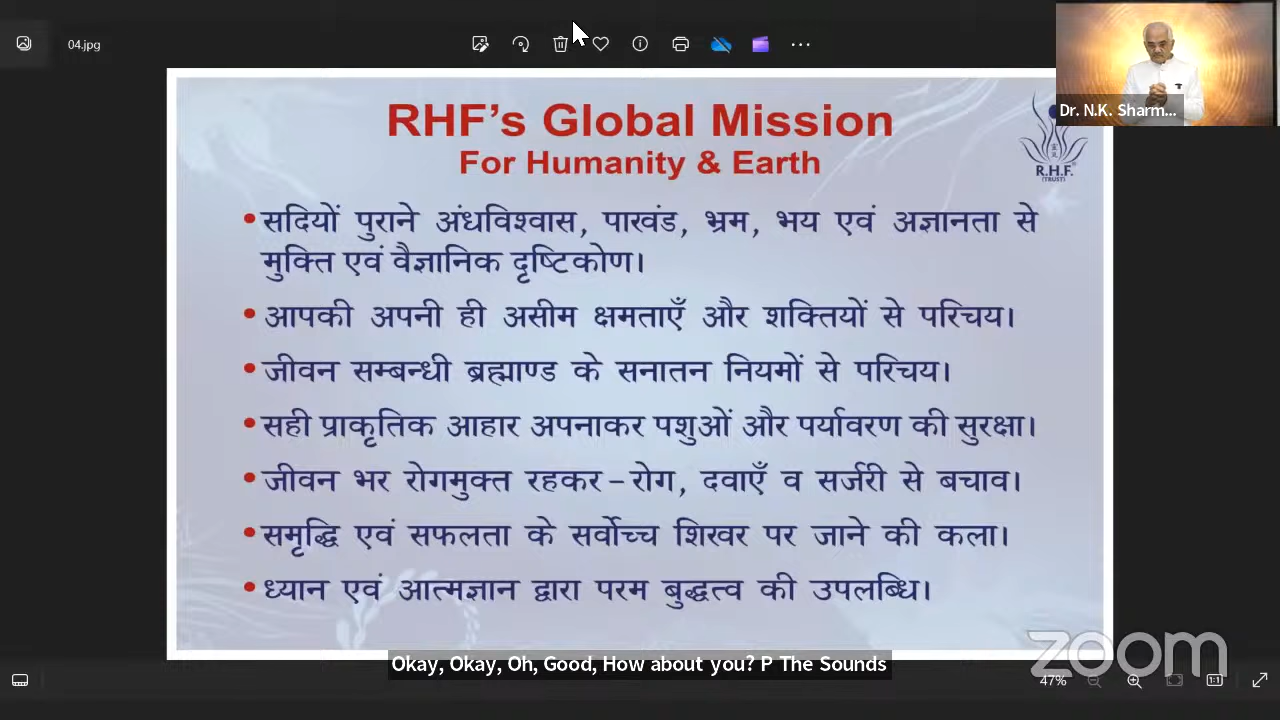 04.jpg
Dr. N.K. Sharm...
RHF's Global Mission
For Humanity & Earth
R.H.F.
(TRUST)
• सदियों पुराने अंधविश्वास, पाखंड, भ्रम, भय एवं अज्ञानता से
मुक्ति एवं वैज्ञानिक दृष्टिकोण।
• आपकी अपनी ही असीम क्षमताएँ और शक्तियों से परिचय।
• जीवन सम्बन्धी ब्रह्माण्ड के सनातन नियमों से परिचय।
• सही प्राकृतिक आहार अपनाकर पशुओं और पर्यावरण की सुरक्षा।
• जीवन भर रोगमुक्त रहकर – रोग, दवाएँ व सर्जरी से बचाव।
• समृद्धि एवं सफलता के सर्वोच्च शिखर पर जाने की कला।
• ध्यान एवं आत्मज्ञान द्वारा परम बुद्धत्व की उपलब्धि।
Okay, Okay, Oh, Good, How about you? P The Sounds
zoom
47%
1:1